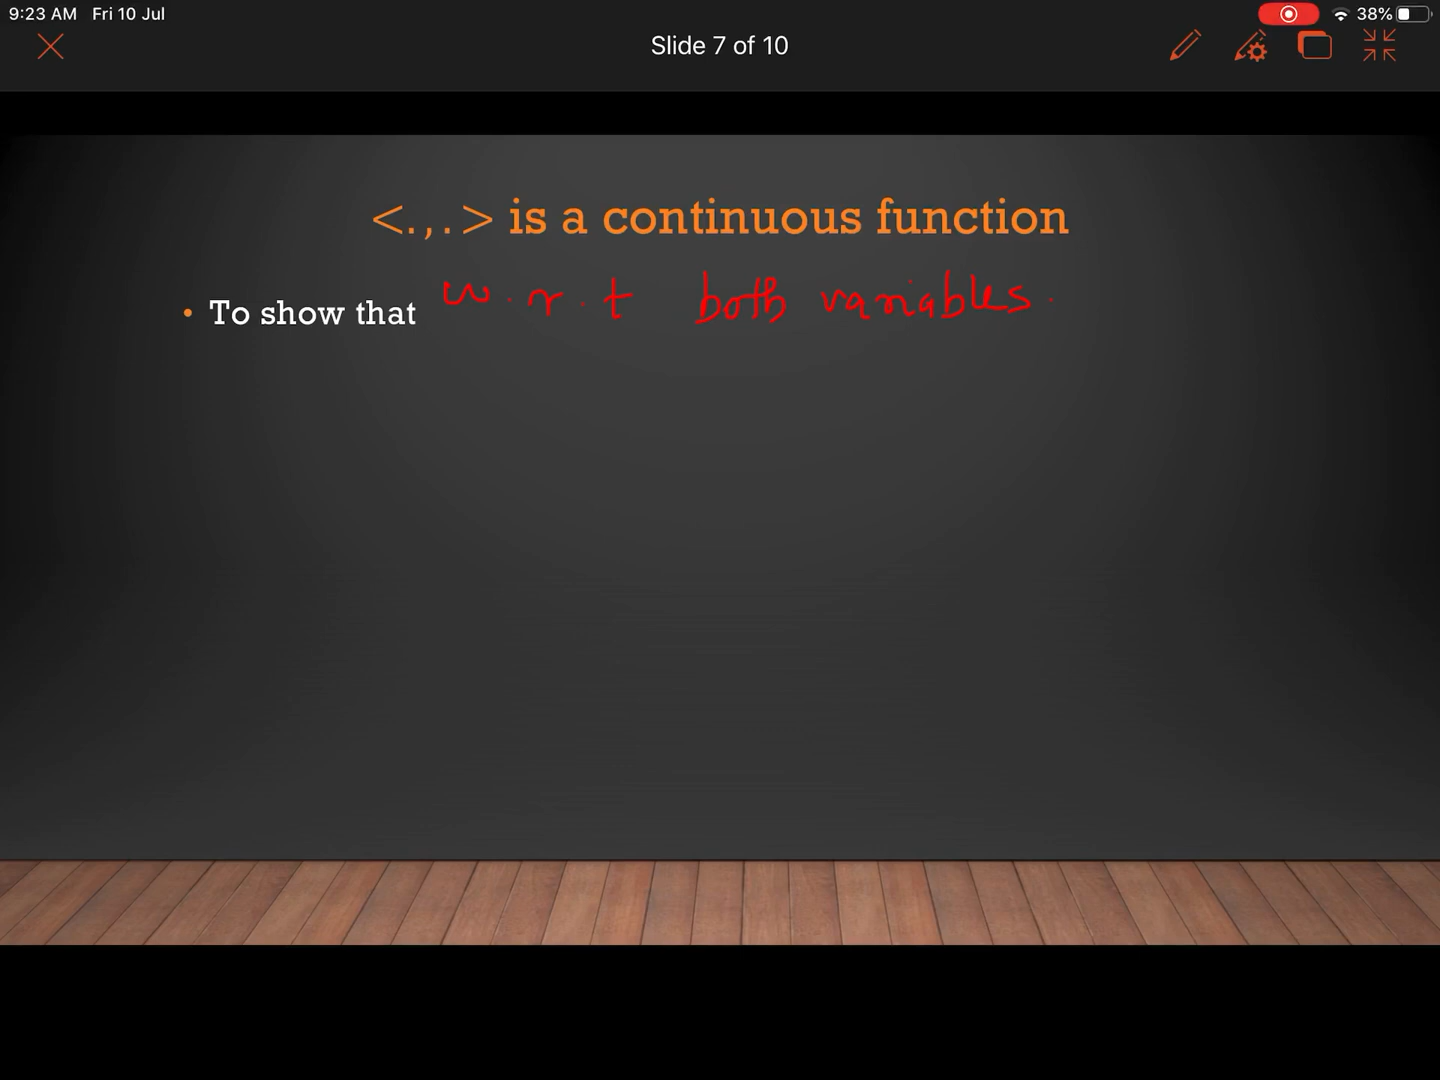 9:23 AM Fri 10 Jul 38%
Slide 7 of 10
<.,.> is a continuous function
w.r.t both variables.
• To show that